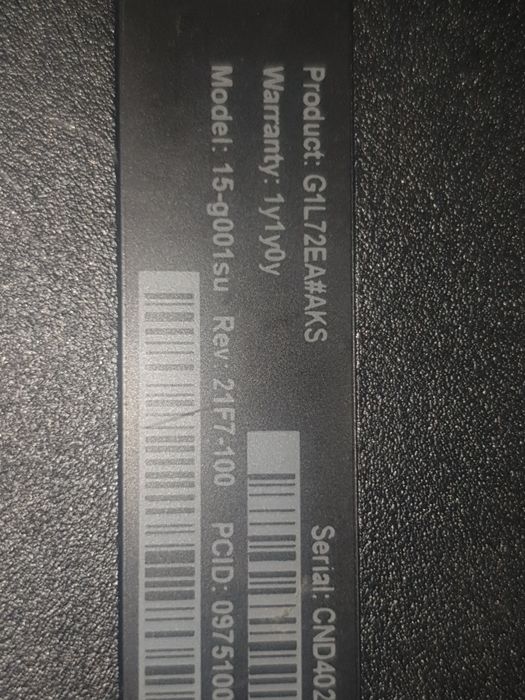 Product: G1L72EA#AKS Serial: CND402
Warranty: 1y1y0y
Model: 15-g001su Rev: 21F7-100 PCID: 0975100